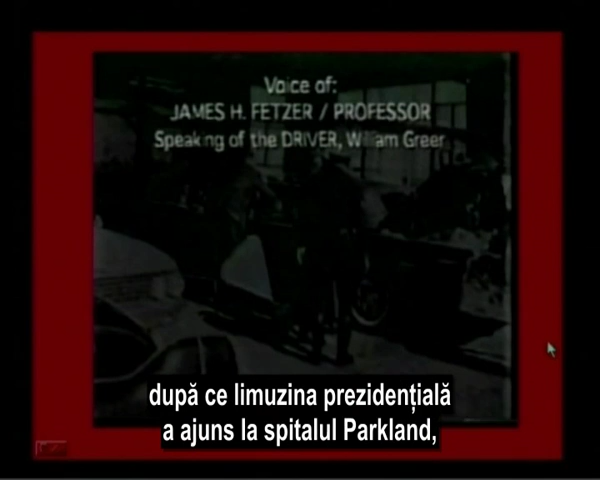 Voice of:
JAMES H. FETZER / PROFESSOR
Speaking of the DRIVER, William Greer
după ce limuzina prezidențială
a ajuns la spitalul Parkland,